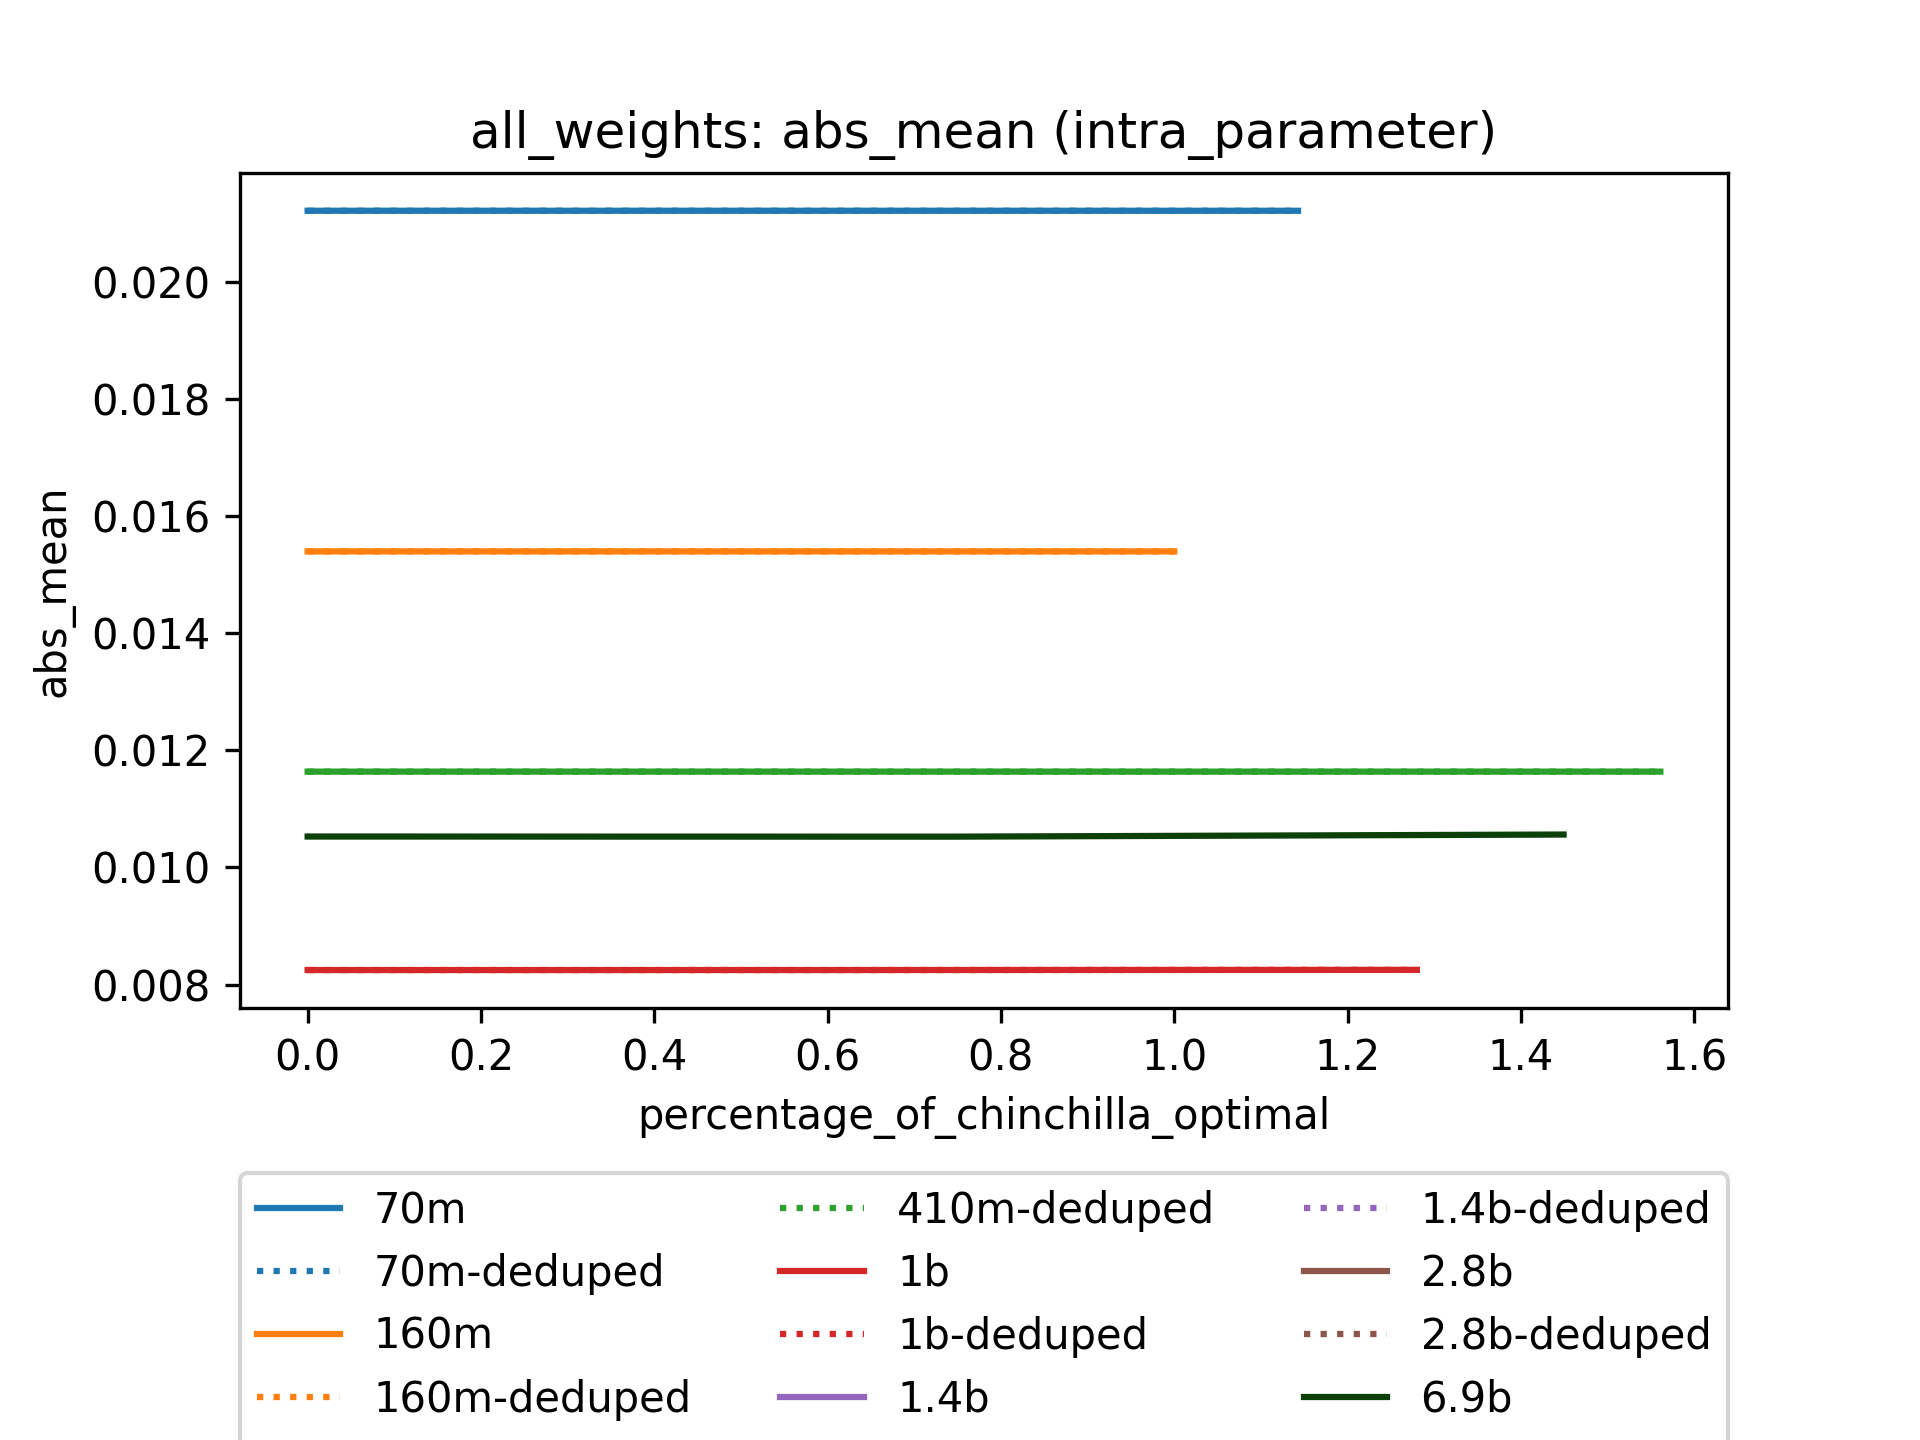 all_weights: abs_mean (intra_parameter)
0.020
0.018
0.016
0.014
0.012
0.010
0.008
abs_mean
0.0 0.2 0.4 0.6 0.8 1.0 1.2 1.4 1.6
percentage_of_chinchilla_optimal
70m
70m-deduped
160m
160m-deduped
410m-deduped
1b
1b-deduped
1.4b
1.4b-deduped
2.8b
2.8b-deduped
6.9b